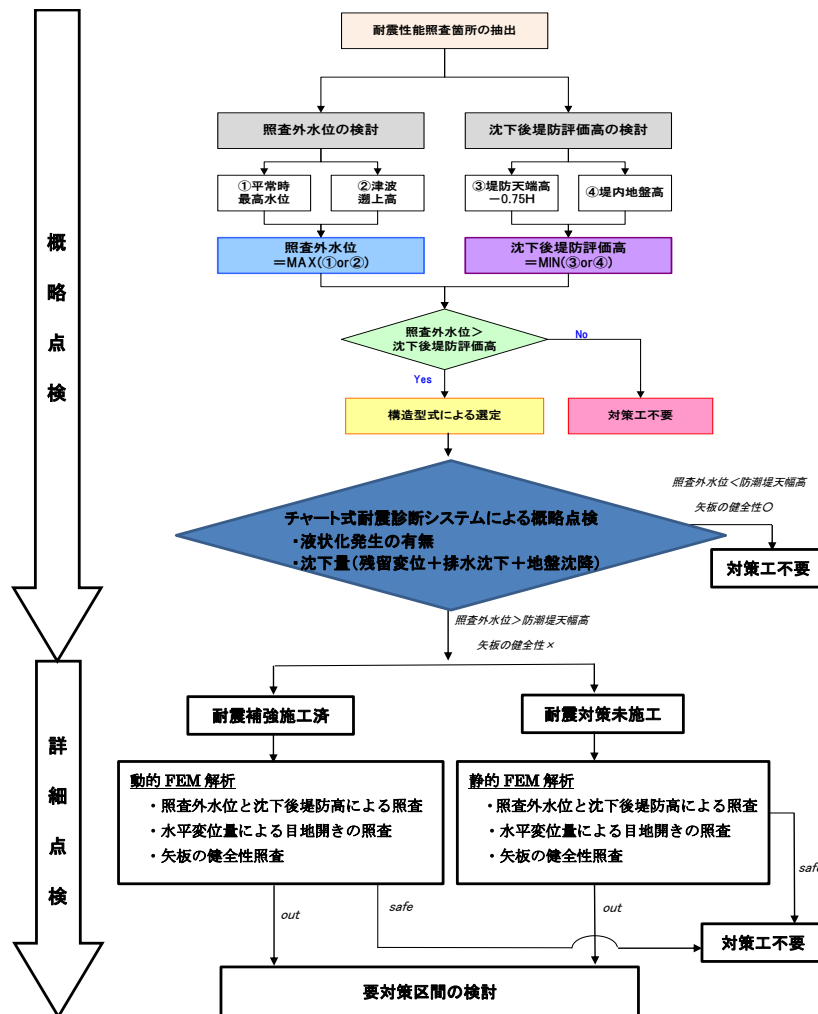 耐震性能照査箇所の抽出
照査外水位の検討
沈下後堤防評価高の検討
①平常時
最高水位
②津波
遡上高
③堤防天端高
－0.75H
④堤内地盤高
照査外水位
=MAX(①or②)
沈下後堤防評価高
=MIN(③or④)
照査外水位＞
沈下後堤防評価高
No
Yes
構造型式による選定
対策工不要
概略点検
照査外水位＜防潮堤天幅高
矢板の健全性〇
チャート式耐震診断システムによる概略点検
・液状化発生の有無
・沈下量(残留変位＋排水沈下＋地盤沈降)
対策工不要
照査外水位＞防潮堤天幅高
矢板の健全性×
詳細点検
耐震補強施工済
耐震対策未施工
動的 FEM 解析
・照査外水位と沈下後堤防高による照査
・水平変位量による目地開きの照査
・矢板の健全性照査
静的 FEM 解析
・照査外水位と沈下後堤防高による照査
・水平変位量による目地開きの照査
・矢板の健全性照査
safe
out
safe
out
対策工不要
要対策区間の検討